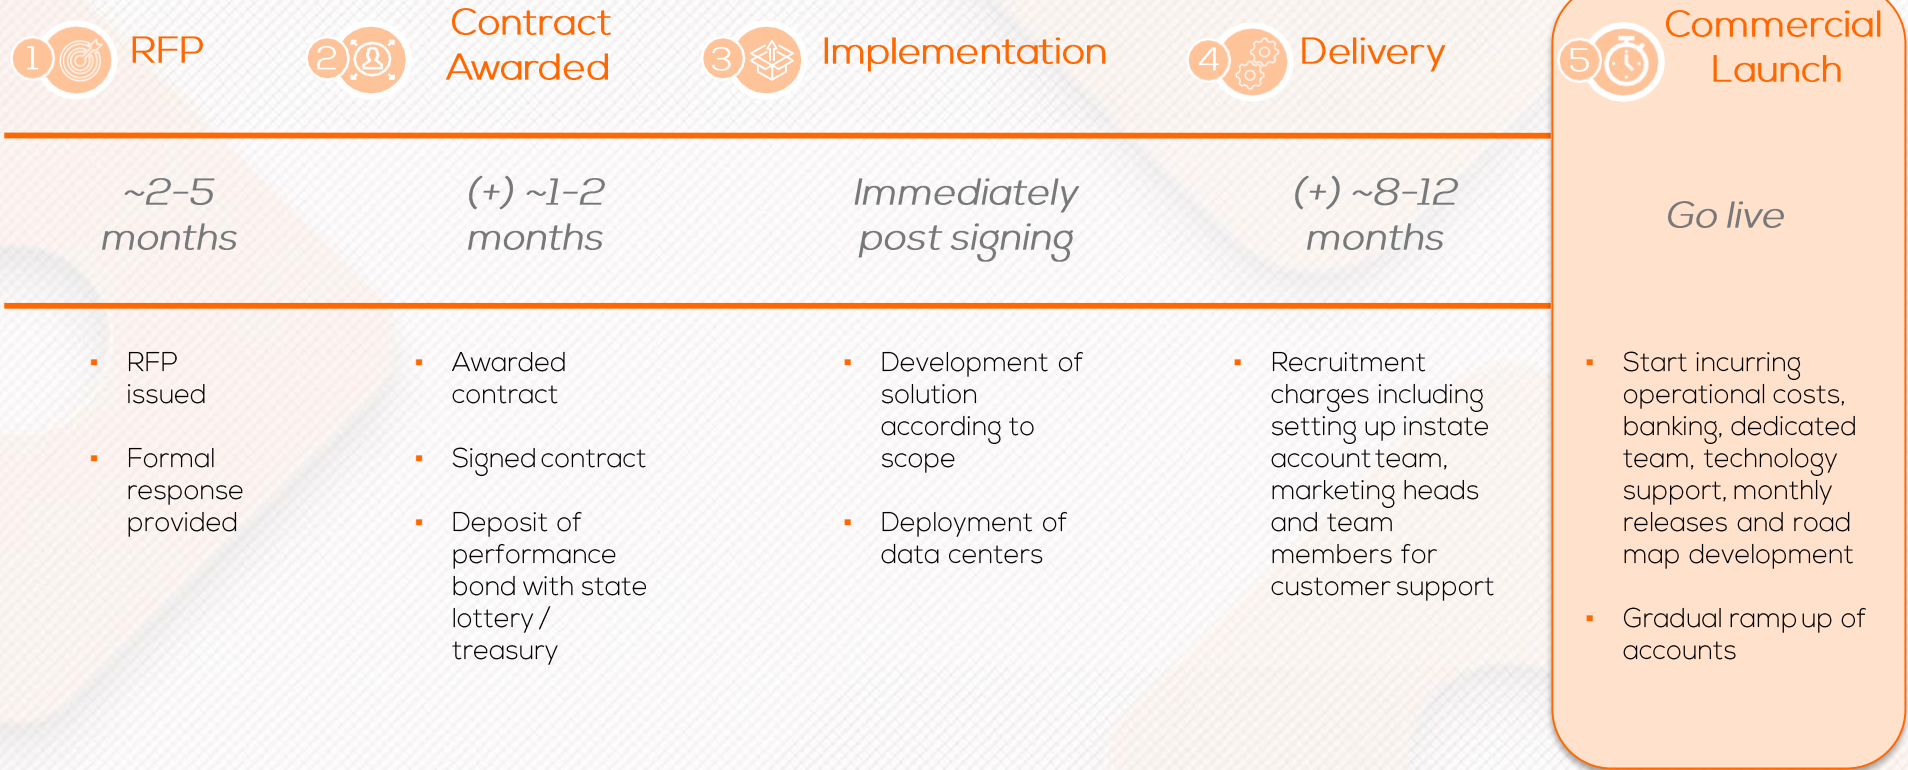 1
RFP
2
Contract
Awarded
3
Implementation
4
Delivery
5
Commercial
Launch
~2-5
months
(+) ~1-2
months
Immediately
post signing
(+) ~8-12
months
Go live
▪ RFP
issued
▪ Formal
response
provided
▪ Awarded
contract
▪ Signed contract
▪ Deposit of
performance
bond with state
lottery /
treasury
▪ Development of
solution
according to
scope
▪ Deployment of
data centers
▪ Recruitment
charges including
setting up instate
account team,
marketing heads
and team
members for
customer support
▪ Start incurring
operational costs,
banking, dedicated
team, technology
support, monthly
releases and road
map development
▪ Gradual ramp up of
accounts